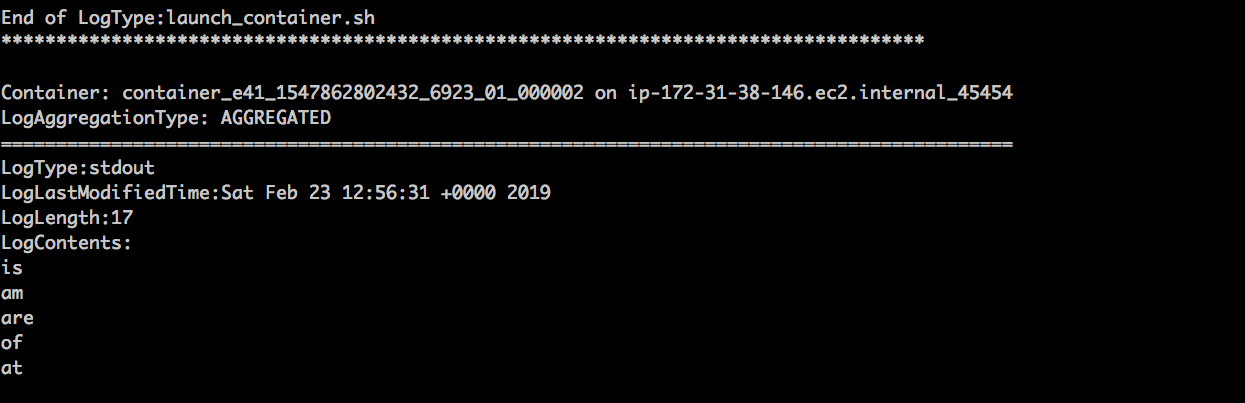 End of LogType:launch_container.sh
************************************************************************************
Container: container_e41_1547862802432_6923_01_000002 on ip-172-31-38-146.ec2.internal_45454
LogAggregationType: AGGREGATED
============================================================================================
LogType:stdout
LogLastModifiedTime:Sat Feb 23 12:56:31 +0000 2019
LogLength:17
LogContents:
is
am
are
of
at